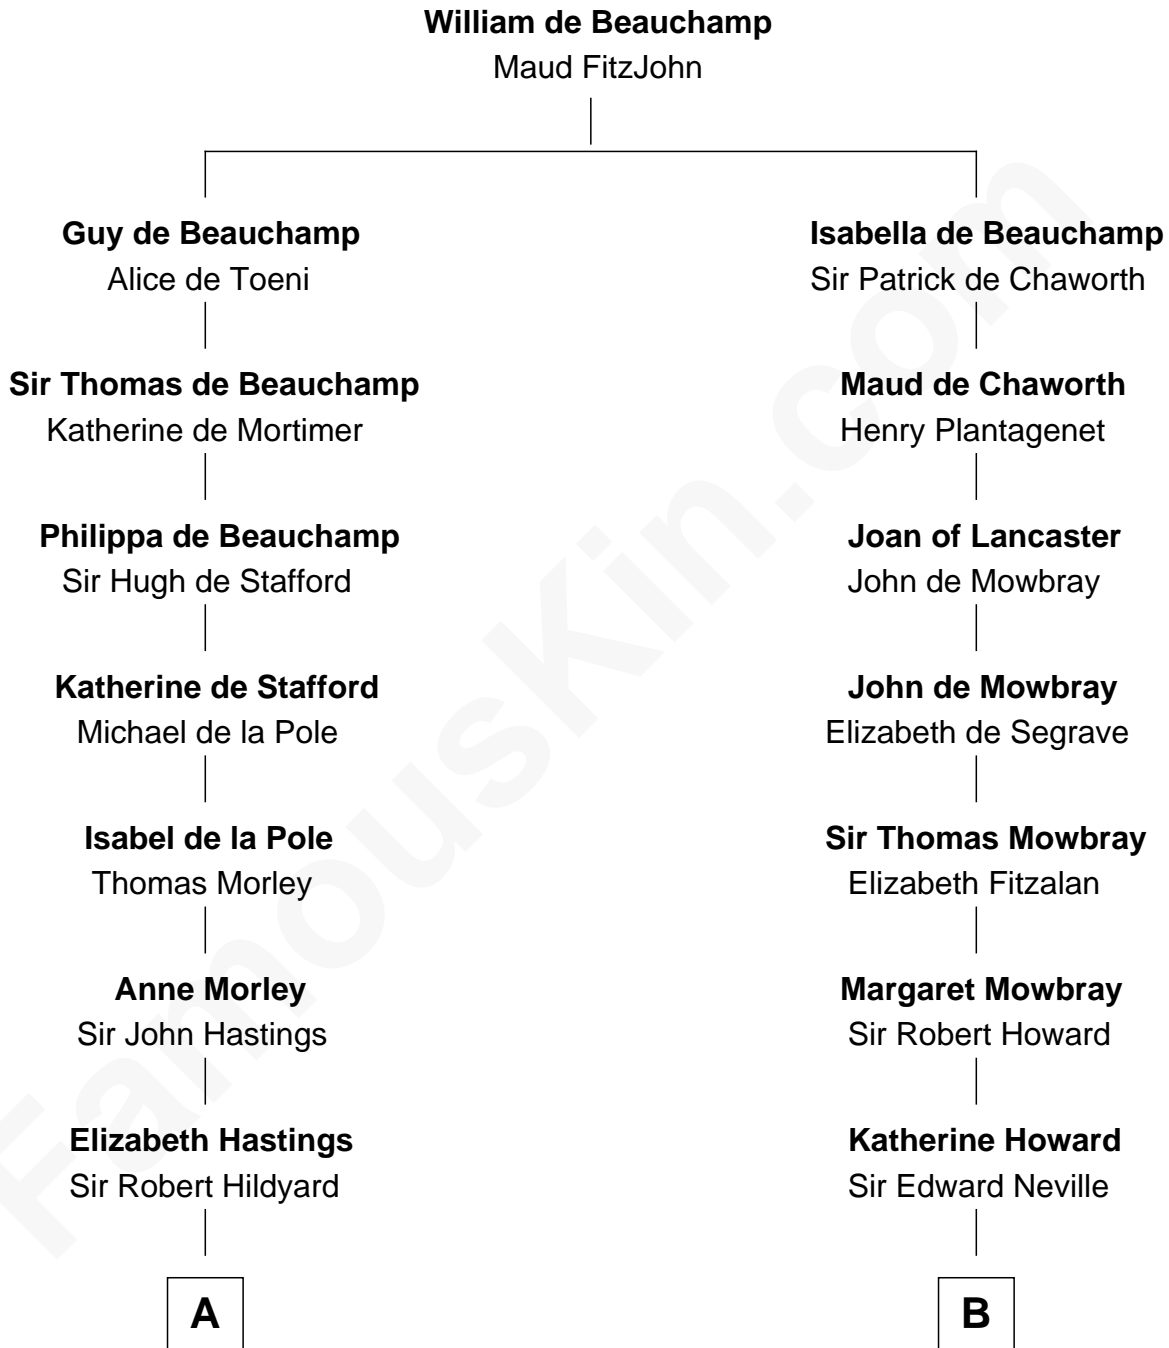 William de Beauchamp
Maud FitzJohn
Guy de Beauchamp
Alice de Toeni
Isabella de Beauchamp
Sir Patrick de Chaworth
Sir Thomas de Beauchamp
Katherine de Mortimer
Maud de Chaworth
Henry Plantagenet
Philippa de Beauchamp
Sir Hugh de Stafford
Joan of Lancaster
John de Mowbray
Katherine de Stafford
Michael de la Pole
John de Mowbray
Elizabeth de Segrave
Isabel de la Pole
Thomas Morley
Sir Thomas Mowbray
Elizabeth Fitzalan
Anne Morley
Sir John Hastings
Margaret Mowbray
Sir Robert Howard
Elizabeth Hastings
Sir Robert Hildyard
Katherine Howard
Sir Edward Neville
A
B
FamousKin.com